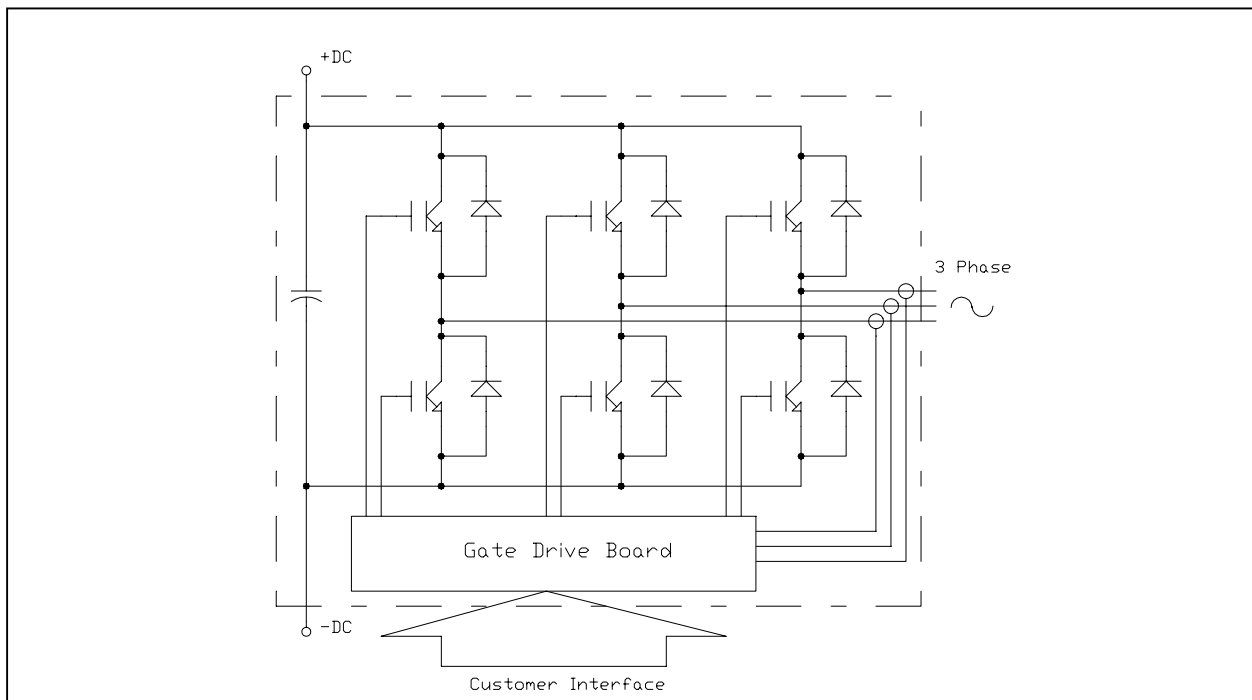 +DC
3 Phase
Gate Drive Board
-DC
Customer Interface